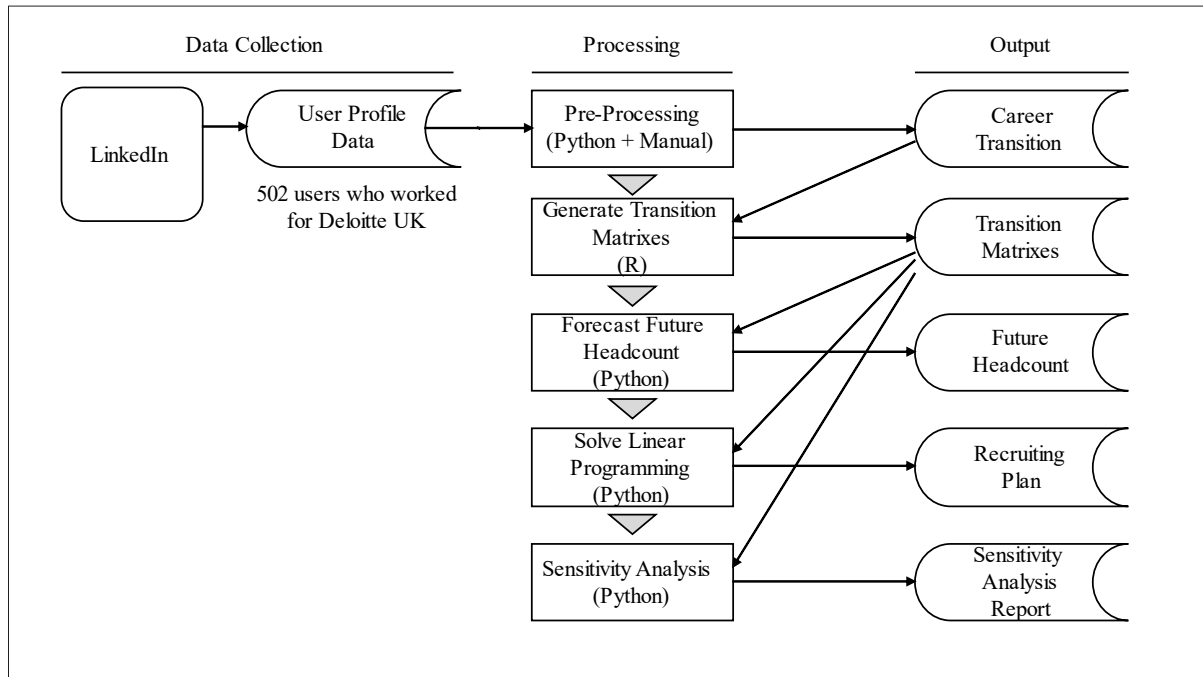 Data Collection
Processing
Output
LinkedIn
User Profile
Data
502 users who worked
for Deloitte UK
Pre-Processing
(Python + Manual)
Career
Transition
Generate Transition
Matrixes
(R)
Transition
Matrixes
Forecast Future
Headcount
(Python)
Future
Headcount
Solve Linear
Programming
(Python)
Recruiting
Plan
Sensitivity Analysis
(Python)
Sensitivity
Analysis
Report